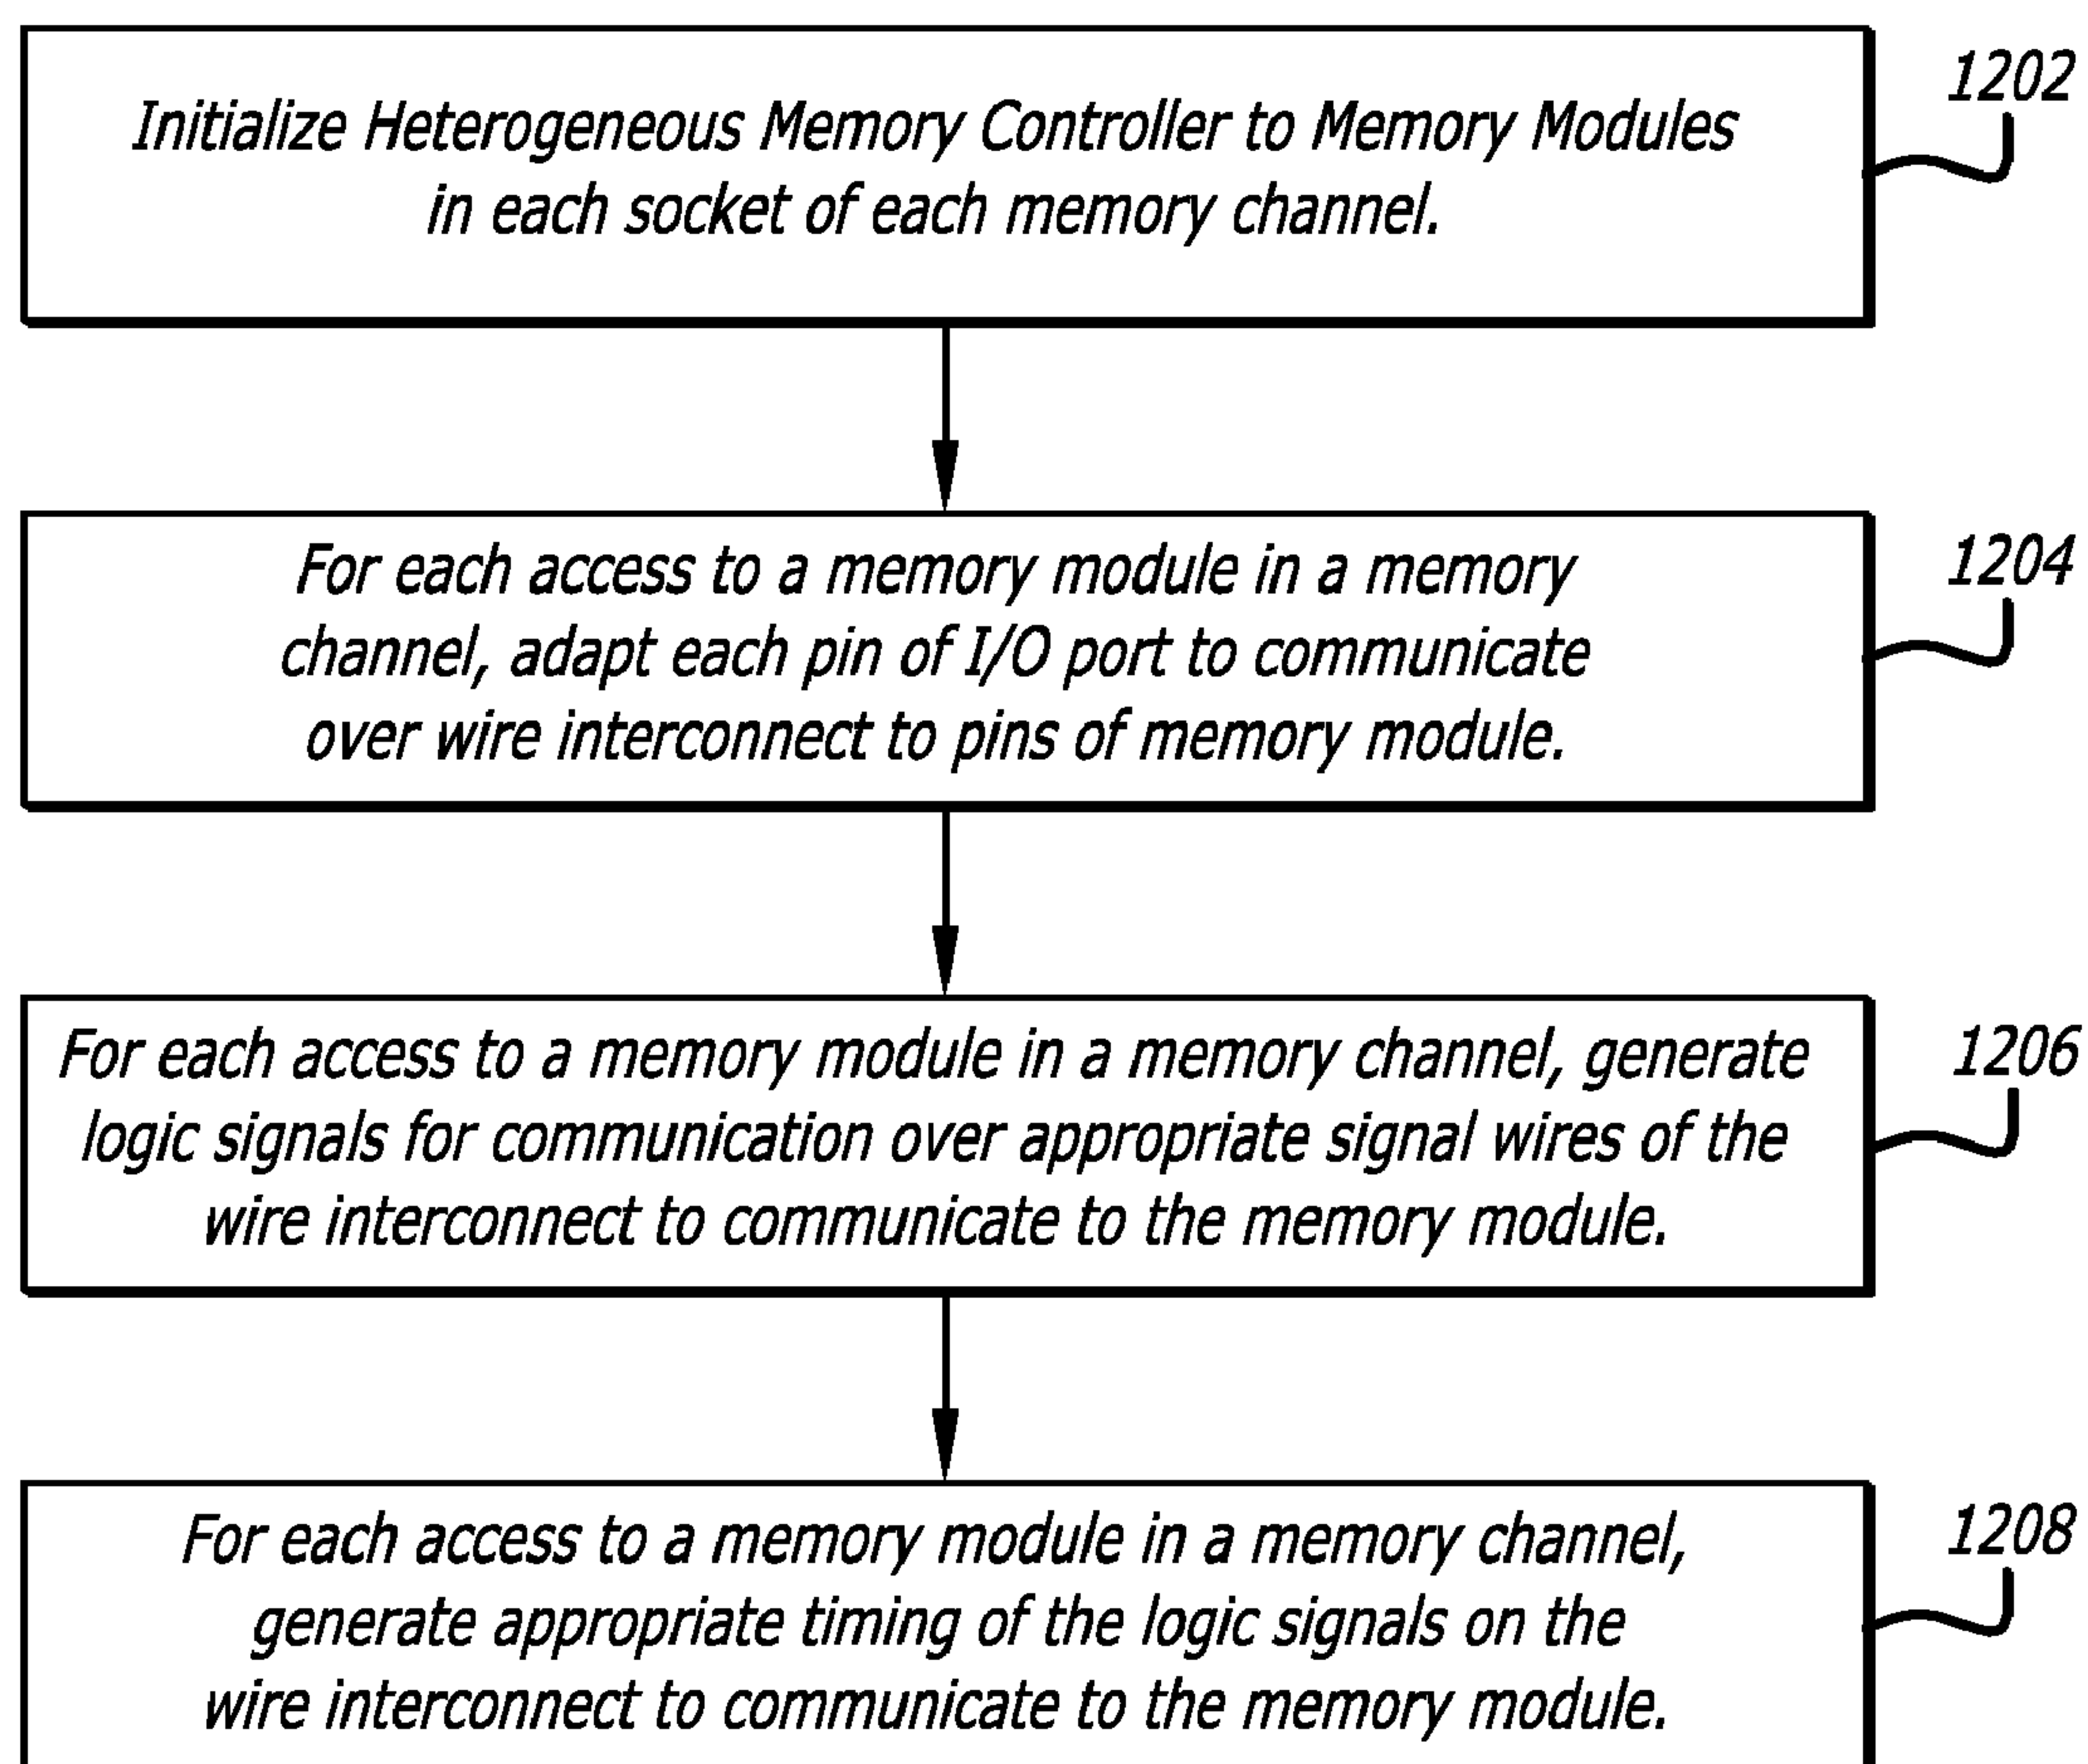 Initialize Heterogeneous Memory Controller to Memory Modules
in each socket of each memory channel.
1202
For each access to a memory module in a memory
channel, adapt each pin of I/O port to communicate
over wire interconnect to pins of memory module.
1204
For each access to a memory module in a memory channel, generate
logic signals for communication over appropriate signal wires of the
wire interconnect to communicate to the memory module.
1206
For each access to a memory module in a memory channel,
generate appropriate timing of the logic signals on the
wire interconnect to communicate to the memory module.
1208